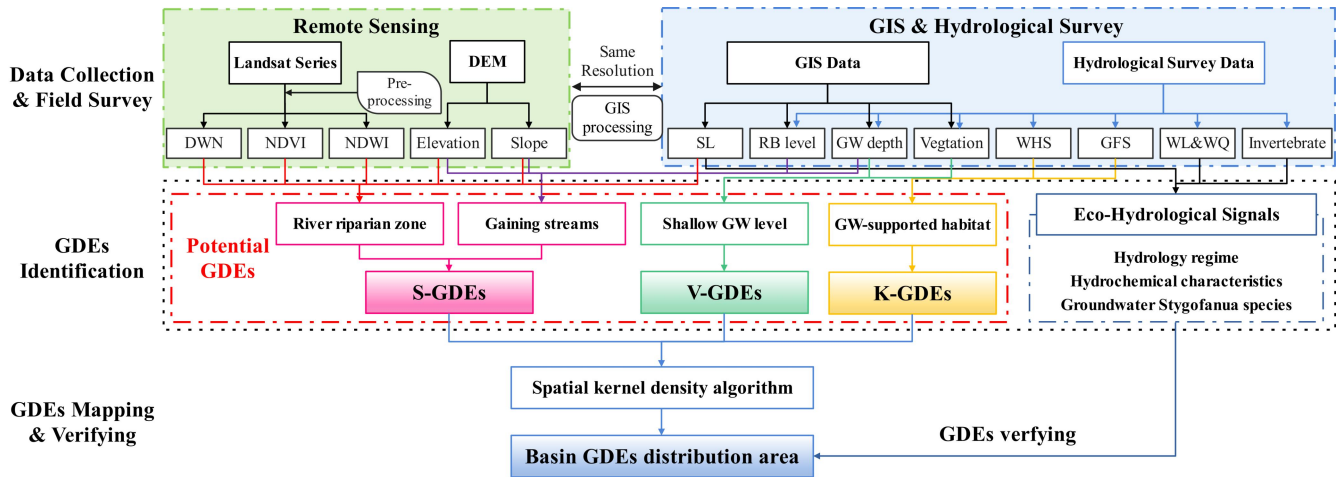 Remote Sensing
GIS & Hydrological Survey
Data Collection
& Field Survey
Landsat Series
DEM
Pre-
processing
Same
Resolution
GIS
processing
GIS Data
Hydrological Survey Data
DWN
NDVI
NDWI
Elevation
Slope
SL
RB level
GW depth
Vegtation
WHS
GFS
WL&WQ
Invertebrate
GDEs
Identification
Potential
GDEs
River riparian zone
Gaining streams
Shallow GW level
GW-supported habitat
Eco-Hydrological Signals
S-GDEs
V-GDEs
K-GDEs
Hydrology regime
Hydrochemical characteristics
Groundwater Stygofanua species
GDEs Mapping
& Verifying
Spatial kernel density algorithm
GDEs verfying
Basin GDEs distribution area